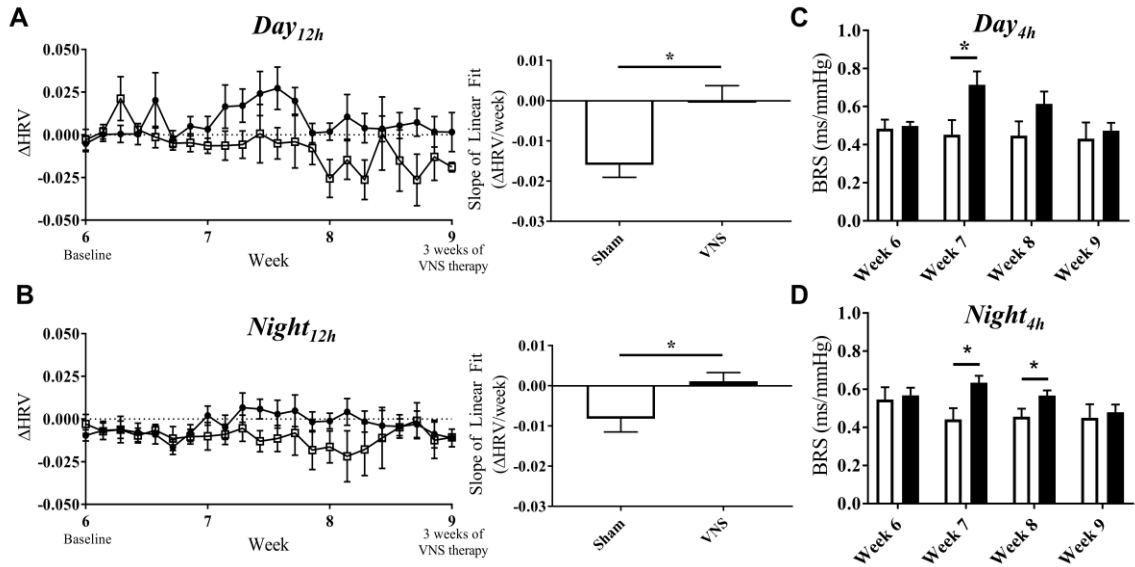 A
Day12h
ΔHRV
0.050
0.025
0.000
-0.025
-0.050
6
7
8
9
Baseline
Week
3 weeks of
VNS therapy
Slope of Linear Fit
(ΔHRV/week)
0.01
0.00
-0.01
-0.02
-0.03
*
Sham
VNS
C
Day4h
BRS (ms/mmHg)
1.0
0.8
0.6
0.4
0.2
0.0
*
Week 6
Week 7
Week 8
Week 9
B
Night12h
ΔHRV
0.050
0.025
0.000
-0.025
-0.050
6
7
8
9
Baseline
Week
3 weeks of
VNS therapy
Slope of Linear Fit
(ΔHRV/week)
0.01
0.00
-0.01
-0.02
-0.03
*
Sham
VNS
D
Night4h
BRS (ms/mmHg)
1.0
0.8
0.6
0.4
0.2
0.0
*
*
Week 6
Week 7
Week 8
Week 9